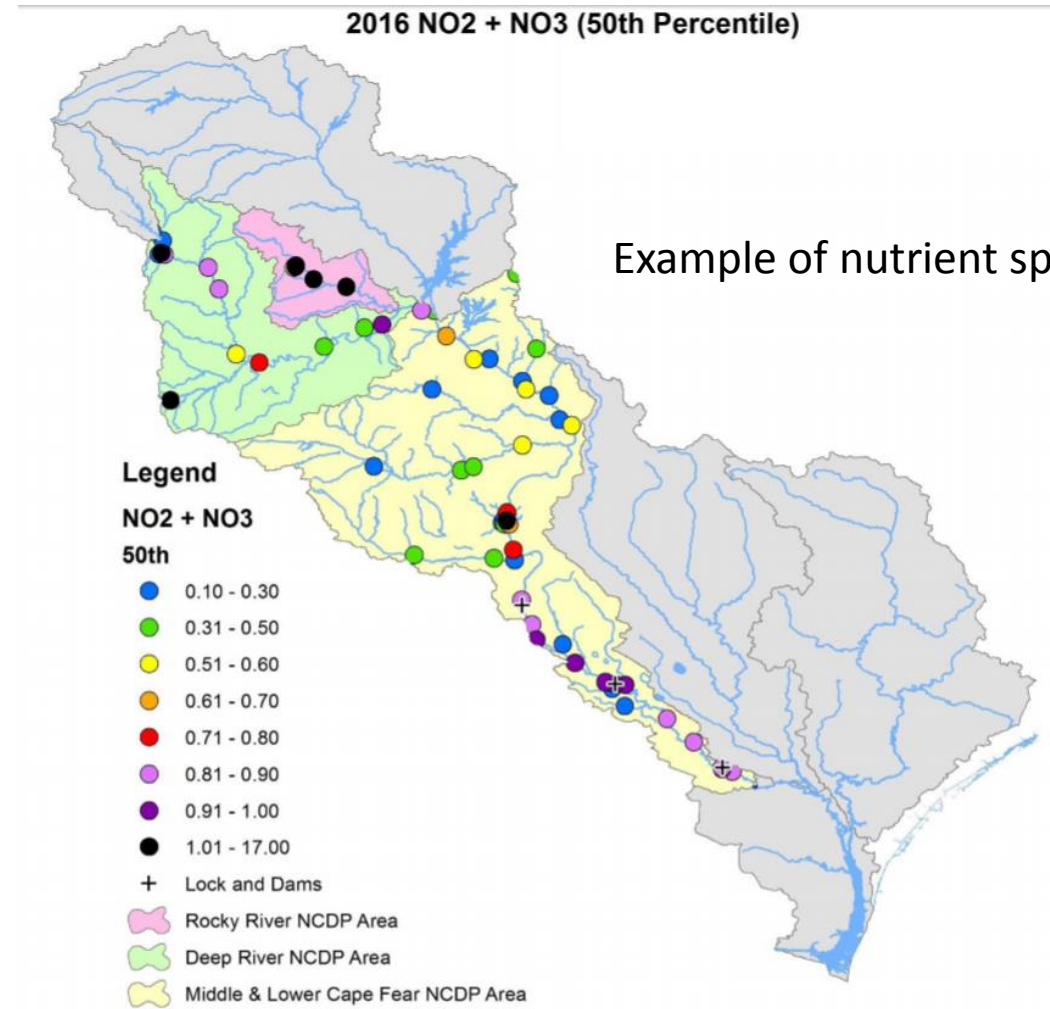 2016 NO2 + NO3 (50th Percentile)
Example of nutrient sp
Legend
NO2 + NO3
50th
0.10 - 0.30
0.31 - 0.50
0.51 - 0.60
0.61 - 0.70
0.71 - 0.80
0.81 - 0.90
0.91 - 1.00
1.01 - 17.00
Lock and Dams
Rocky River NCDP Area
Deep River NCDP Area
Middle & Lower Cape Fear NCDP Area